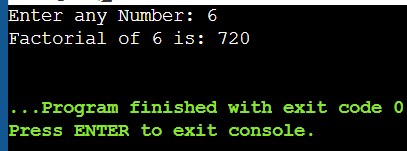 Enter any Number: 6
Factorial of 6 is: 720
...Program finished with exit code 0
Press ENTER to exit console.